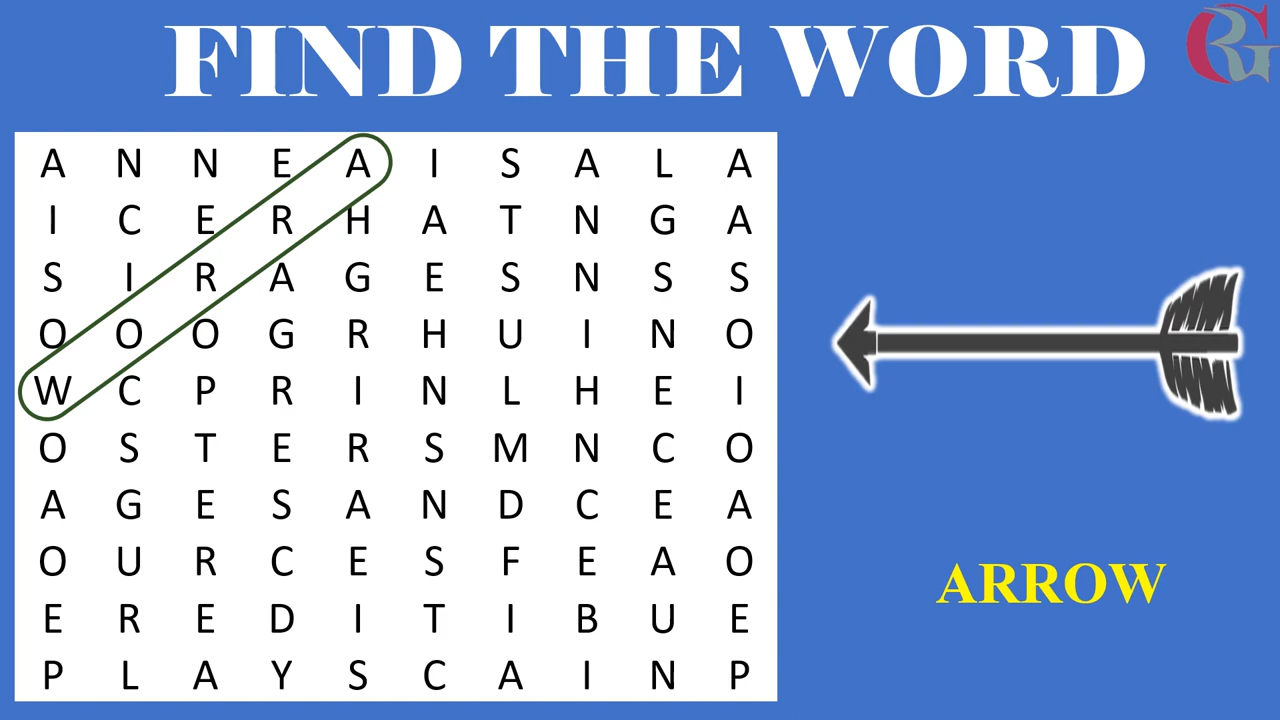 FIND THE WORD
A N N E A I S A L A
I C E R H A T N G A
S I R A G E S N S S
O O O G R H U I N O
W C P R I N L H E I
O S T E R S M N C O
A G E S A N D C E A
O U R C E S F E A O
E R E D I T I B U E
P L A Y S C A I N P
ARROW